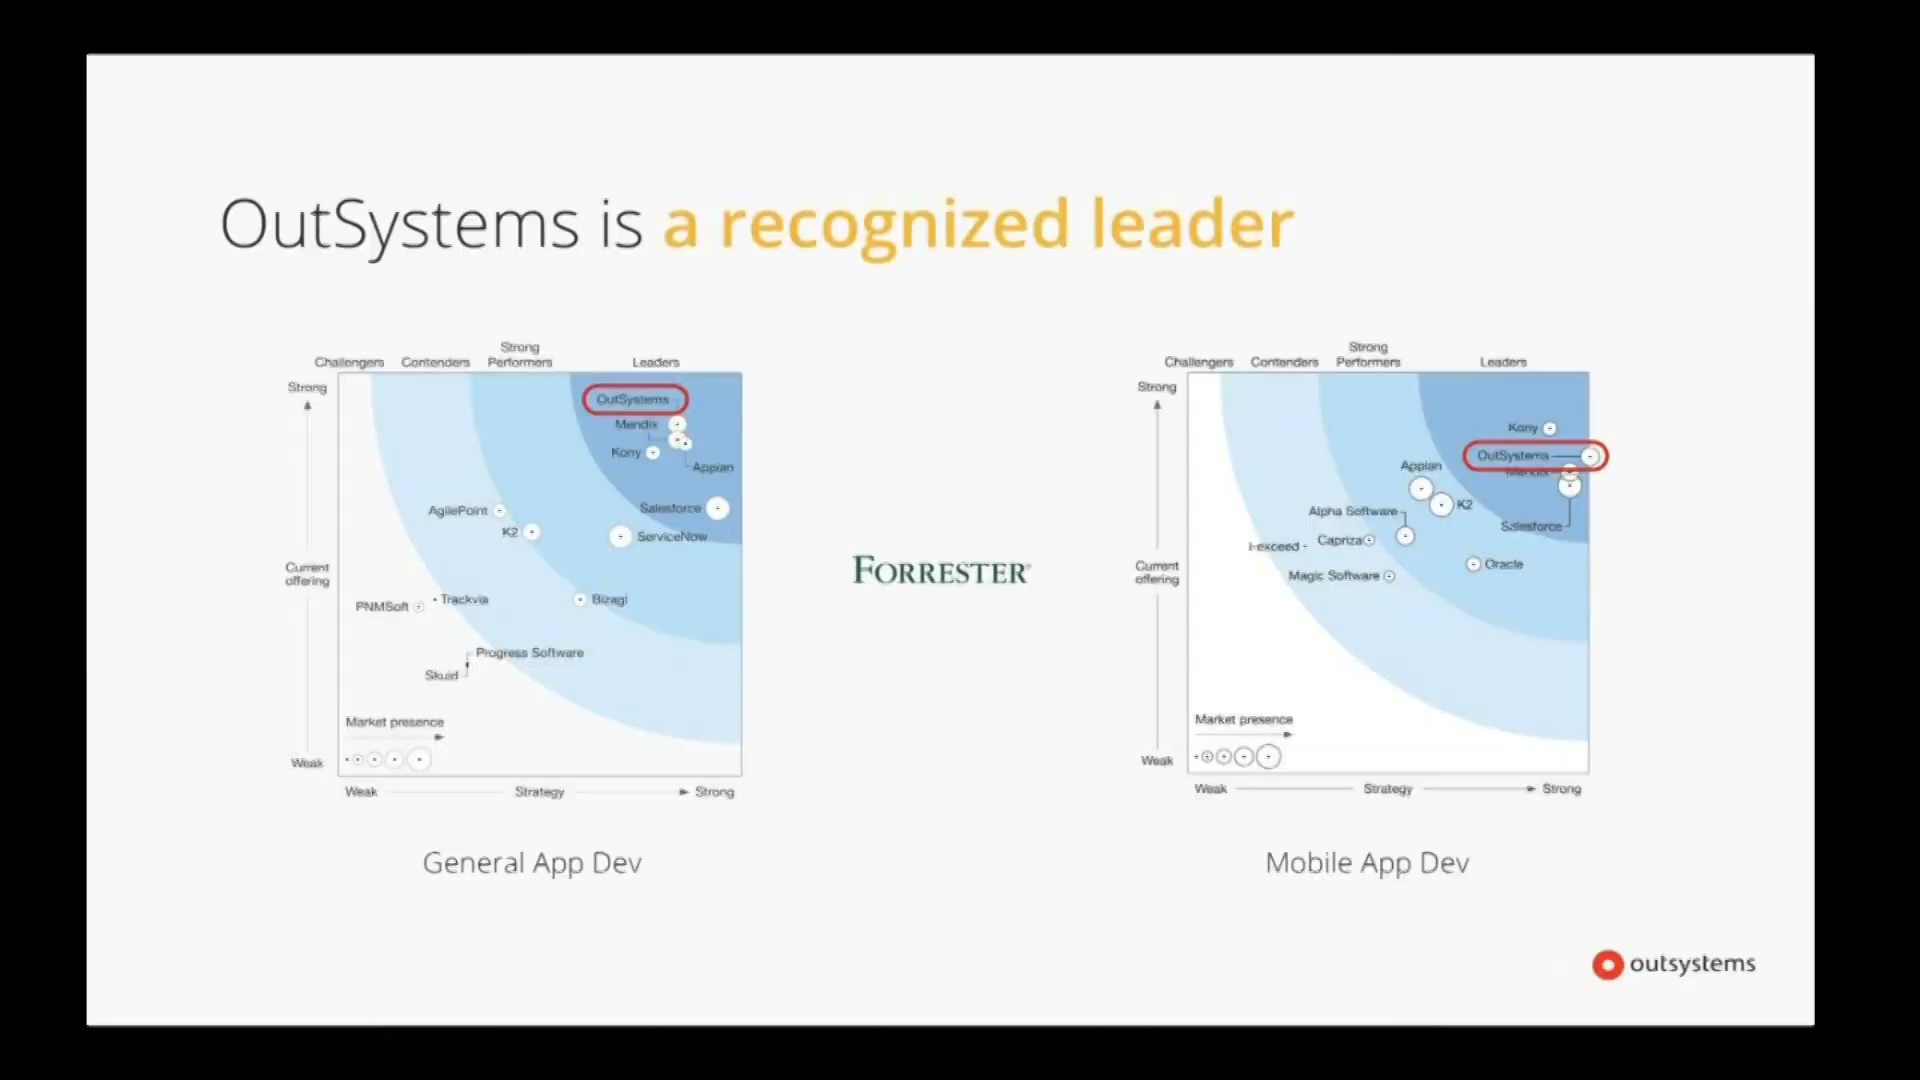 OutSystems is a recognized leader
Strong
Challengers Contenders Performers Leaders
Strong
OutSystems
Mendix
Kony
Appian
Salesforce
AgilePoint
K2
ServiceNow
Current
offering
PNMSoft
Trackvia
Bizagi
Progress Software
Skuid
Market presence
Weak
Weak Strategy Strong
General App Dev
FORRESTER
Strong
Challengers Contenders Performers Leaders
Strong
Kony
OutSystems
Mendix
Appian
K2
Alpha Software
Salesforce
Capriza
i-exceed
Oracle
Current
offering
Magic Software
Market presence
Weak
Weak Strategy Strong
Mobile App Dev
outsystems